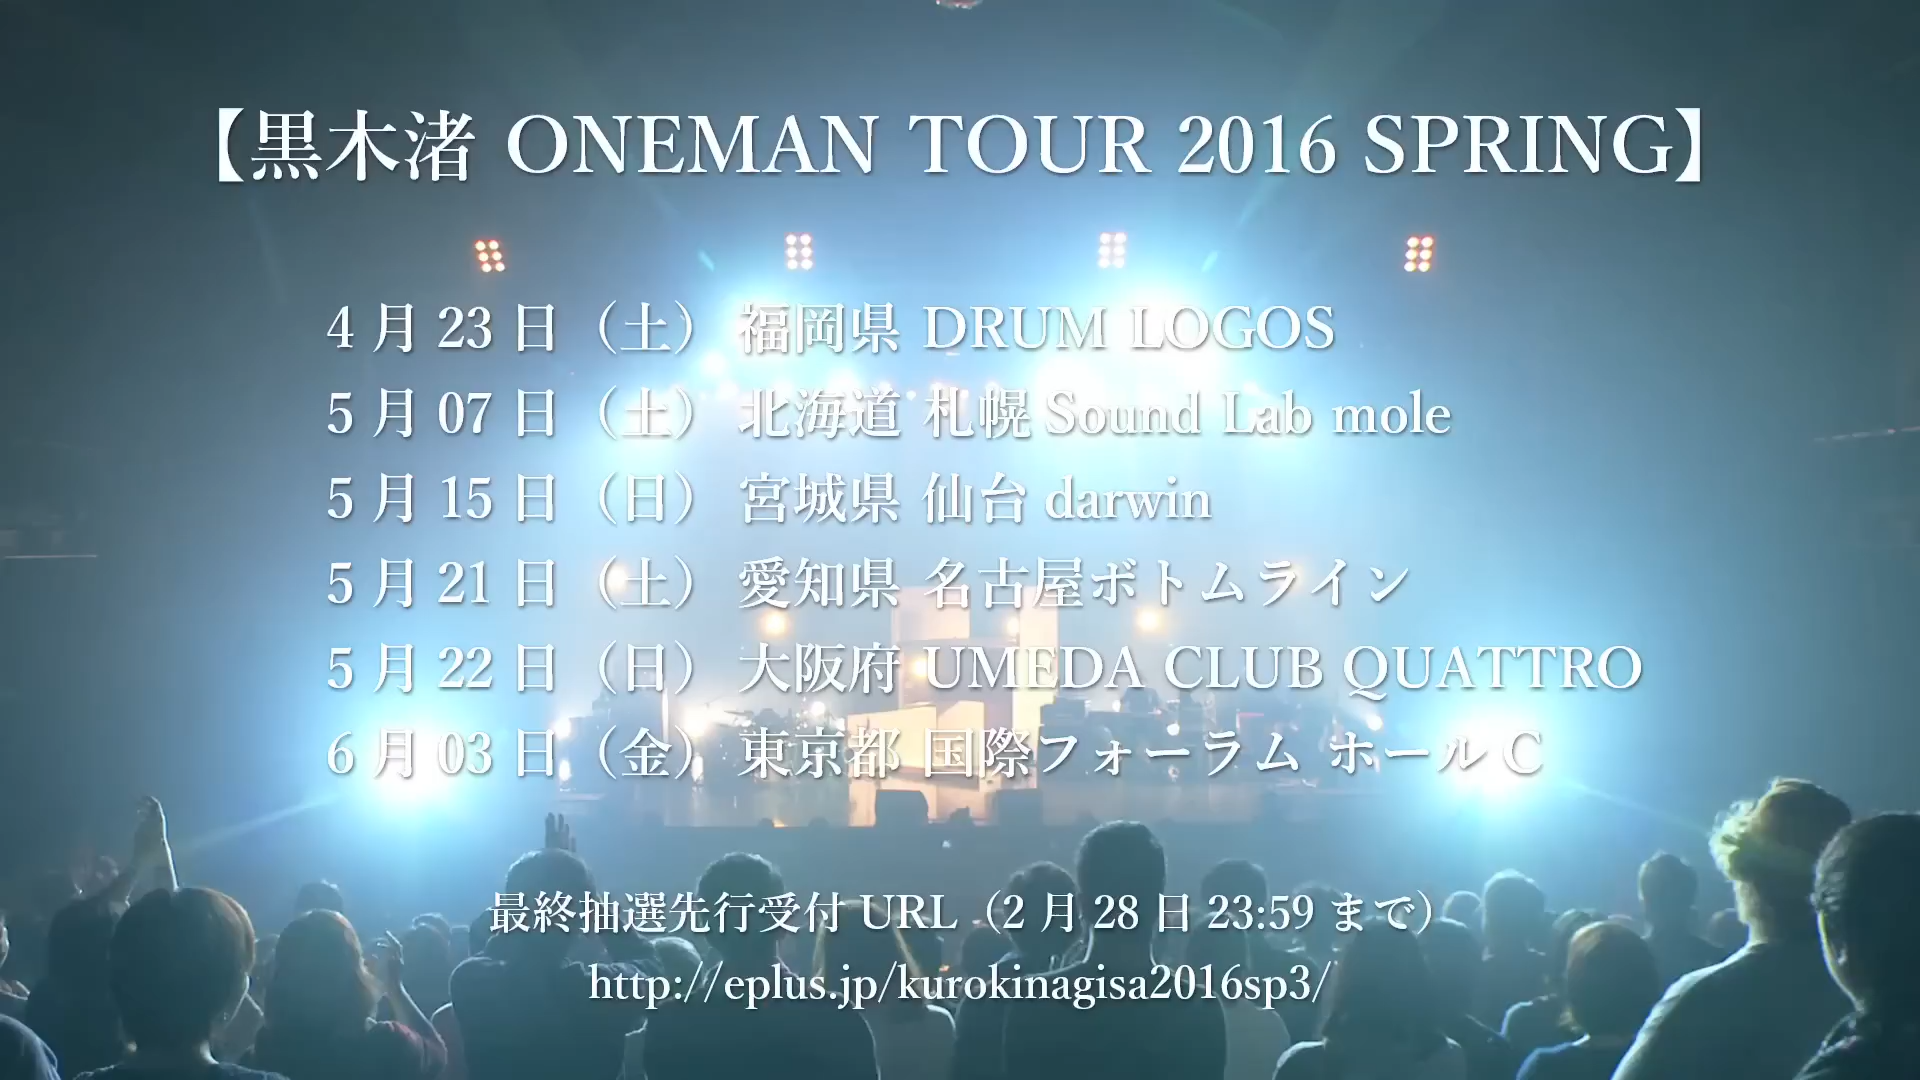 【黒木渚 ONEMAN TOUR 2016 SPRING】
4月23日（土） 福岡県 DRUM LOGOS
5月07日（土） 北海道 札幌 Sound Lab mole
5月15日（日） 宮城県 仙台 darwin
5月21日（土） 愛知県 名古屋ボトムライン
5月22日（日） 大阪府 UMEDA CLUB QUATTRO
6月03日（金） 東京都 国際フォーラム ホールC
最終抽選先行受付 URL（2月28日 23:59 まで）
http://eplus.jp/kurokinagisa2016sp3/